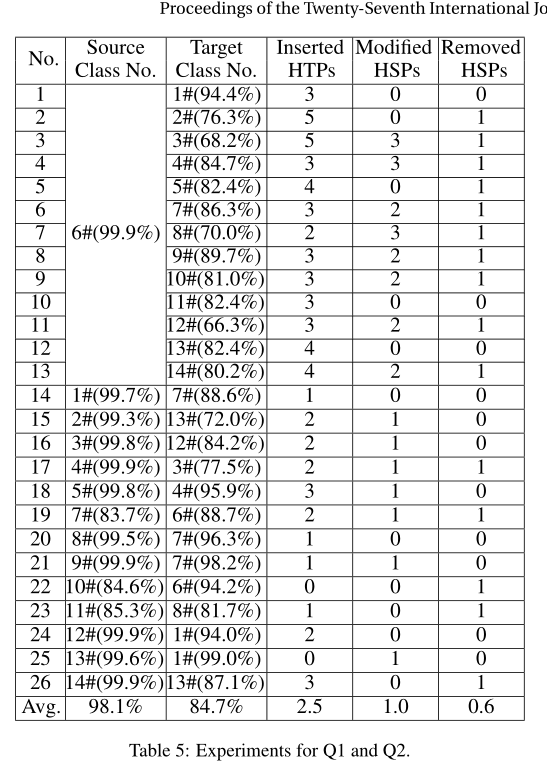 Proceedings of the Twenty-Seventh International Jo
No. Source Class No. Target Class No. Inserted HTPs Modified HSPs Removed HSPs
1 1#(94.4%) 3 0 0
2 2#(76.3%) 5 0 1
3 3#(68.2%) 5 3 1
4 4#(84.7%) 3 3 1
5 5#(82.4%) 4 0 1
6 7#(86.3%) 3 2 1
7 6#(99.9%) 8#(70.0%) 2 3 1
8 9#(89.7%) 3 2 1
9 10#(81.0%) 3 2 1
10 11#(82.4%) 3 0 0
11 12#(66.3%) 3 2 1
12 13#(82.4%) 4 0 0
13 14#(80.2%) 4 2 1
14 1#(99.7%) 7#(88.6%) 1 0 0
15 2#(99.3%) 13#(72.0%) 2 1 0
16 3#(99.8%) 12#(84.2%) 2 1 0
17 4#(99.9%) 3#(77.5%) 2 1 1
18 5#(99.8%) 4#(95.9%) 3 1 0
19 7#(83.7%) 6#(88.7%) 2 1 1
20 8#(99.5%) 7#(96.3%) 1 0 0
21 9#(99.9%) 7#(98.2%) 1 1 0
22 10#(84.6%) 6#(94.2%) 0 0 1
23 11#(85.3%) 8#(81.7%) 1 0 1
24 12#(99.9%) 1#(94.0%) 2 0 0
25 13#(99.6%) 1#(99.0%) 0 1 0
26 14#(99.9%) 13#(87.1%) 3 0 1
Avg. 98.1% 84.7% 2.5 1.0 0.6
Table 5: Experiments for Q1 and Q2.